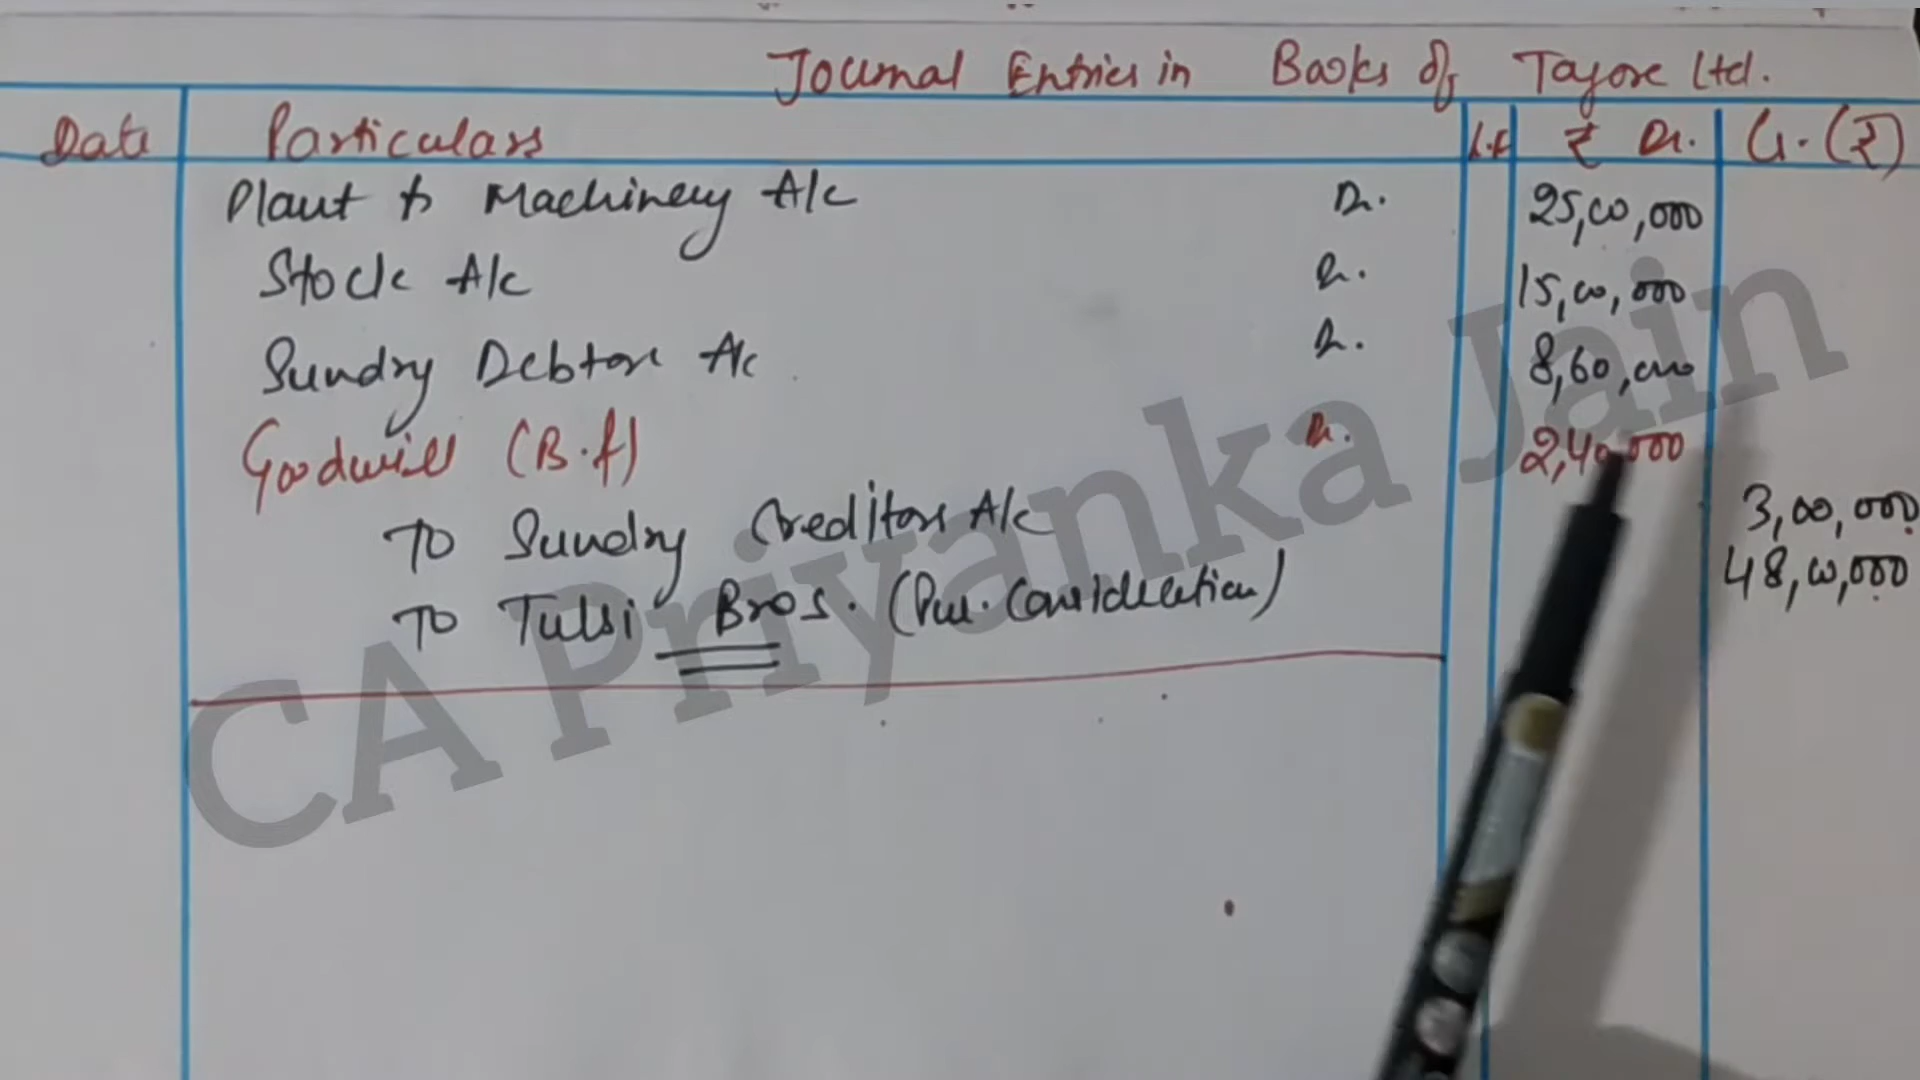 Journal Entries in Books of Tagore Ltd.
Date Particulars L.F ₹ Dr. Cr. (₹)
Plant & Machinery A/c Dr. 25,00,000
Stock A/c Dr. 15,00,000
Sundry Debtors A/c Dr. 8,60,000
Goodwill (B.f) Dr. 2,40,000
To Sundry Creditors A/c 3,00,000
To Tulsi Bros. (Pur. Consideration) 48,00,000
CA Priyanka Jain